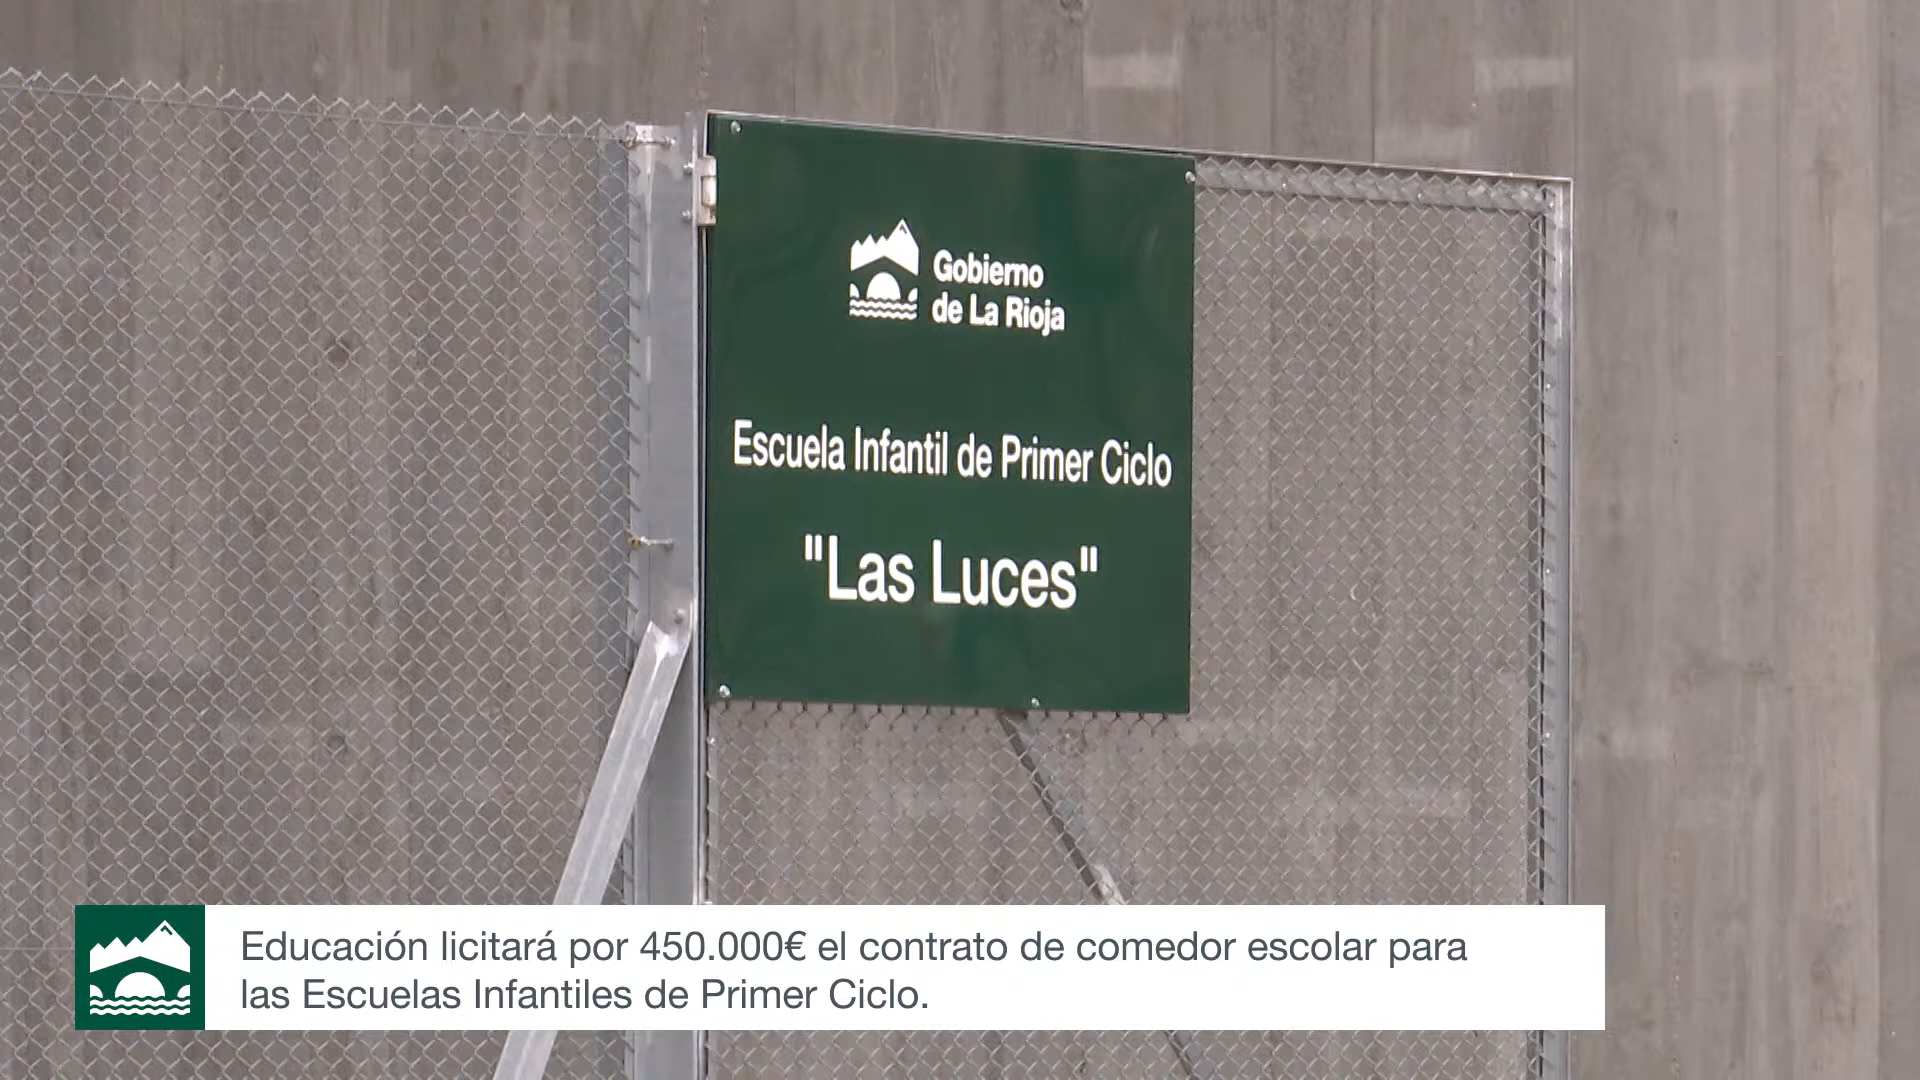 Gobierno
de La Rioja
Escuela Infantil de Primer Ciclo
"Las Luces"
Educación licitará por 450.000€ el contrato de comedor escolar para
las Escuelas Infantiles de Primer Ciclo.